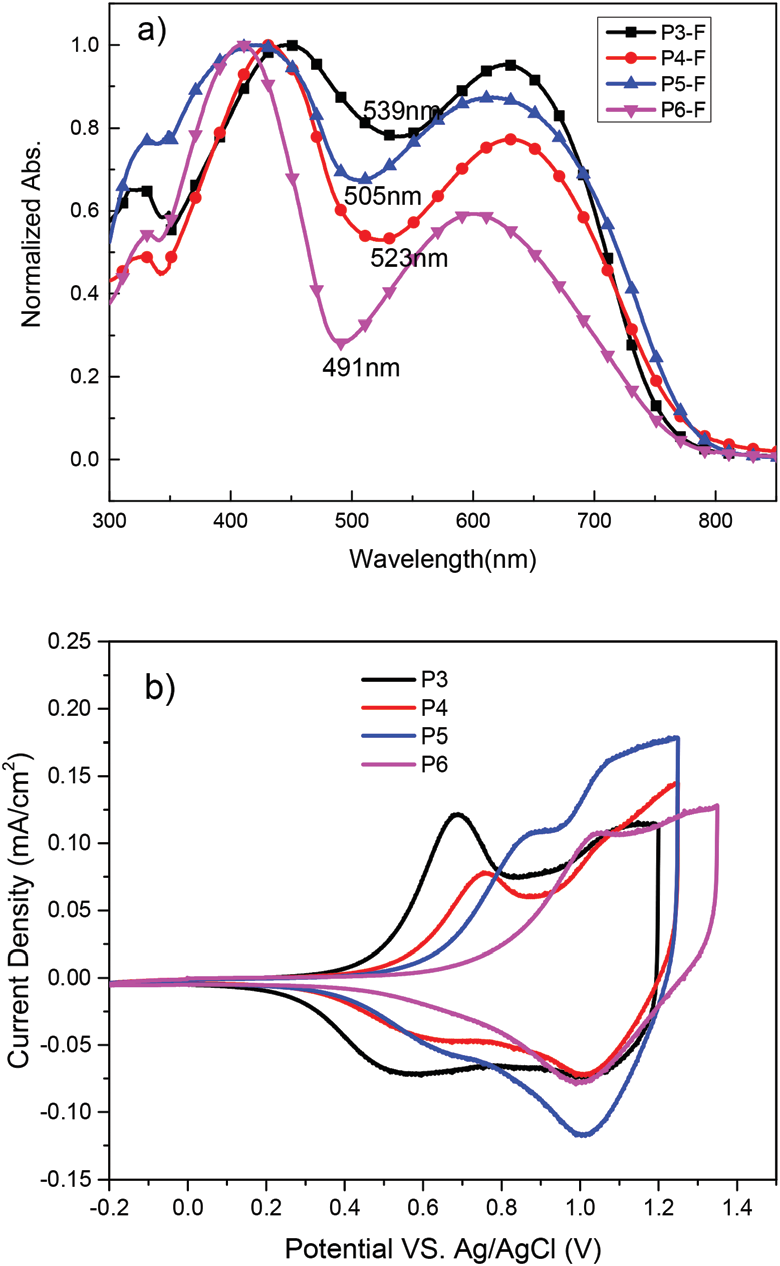 a)
P3-F
P4-F
P5-F
P6-F
539nm
505nm
523nm
491nm
Normalized Abs.
1.0
0.8
0.6
0.4
0.2
0.0
300 400 500 600 700 800
Wavelength(nm)
b)
P3
P4
P5
P6
Current Density (mA/cm²)
0.25
0.20
0.15
0.10
0.05
0.00
-0.05
-0.10
-0.15
-0.2 0.0 0.2 0.4 0.6 0.8 1.0 1.2 1.4
Potential VS. Ag/AgCl (V)